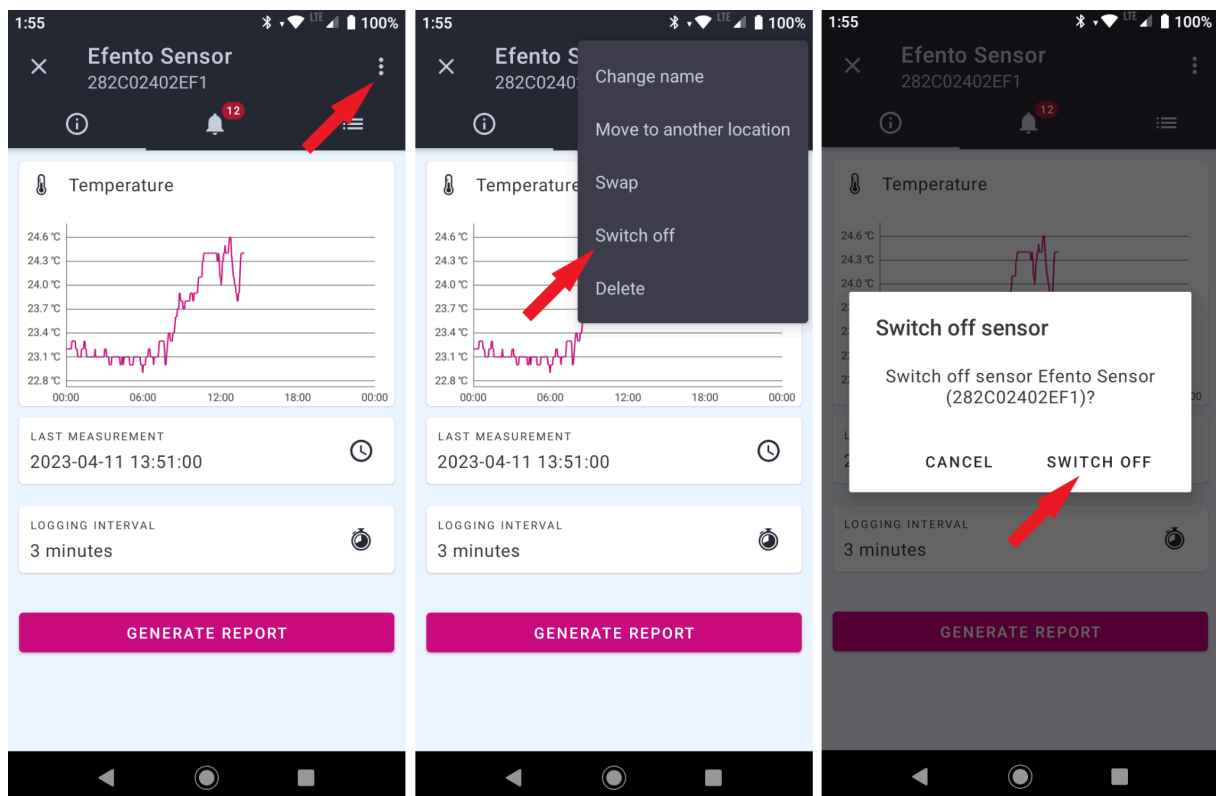 1:55
LTE 100%
Efento Sensor
282C02402EF1
12
Temperature
24.6 °C
24.3 °C
24.0 °C
23.7 °C
23.4 °C
23.1 °C
22.8 °C
00:00 06:00 12:00 18:00 00:00
LAST MEASUREMENT
2023-04-11 13:51:00
LOGGING INTERVAL
3 minutes
GENERATE REPORT
1:55
LTE 100%
Efento S
282C0240
Change name
Move to another location
Swap
Switch off
Delete
Temperature
24.6 °C
24.3 °C
24.0 °C
23.7 °C
23.4 °C
23.1 °C
22.8 °C
00:00 06:00 12:00 18:00 00:00
LAST MEASUREMENT
2023-04-11 13:51:00
LOGGING INTERVAL
3 minutes
GENERATE REPORT
1:55
LTE 100%
Efento Sensor
282C02402EF1
12
Temperature
24.6 °C
24.3 °C
24.0 °C
Switch off sensor
Switch off sensor Efento Sensor
(282C02402EF1)?
CANCEL SWITCH OFF
LOGGING INTERVAL
3 minutes
GENERATE REPORT